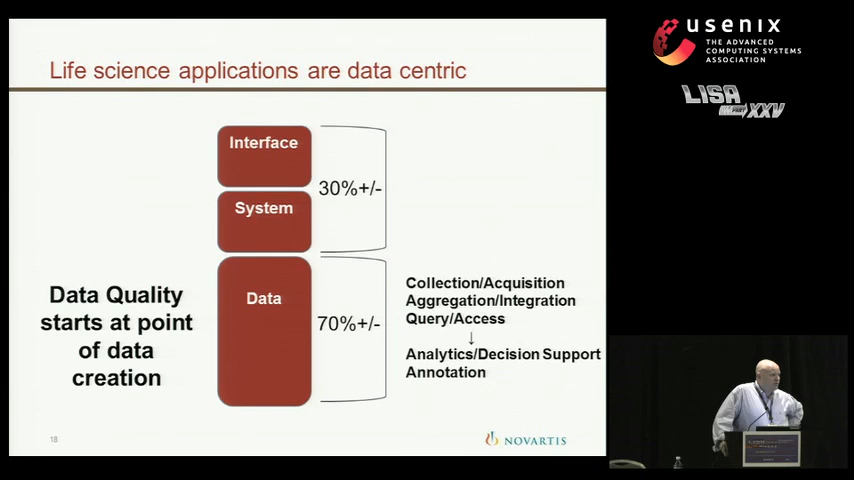 Life science applications are data centric
Interface
System
30%+/-
Data
70%+/-
Data Quality
starts at point
of data
creation
Collection/Acquisition
Aggregation/Integration
Query/Access
↓
Analytics/Decision Support
Annotation
18
NOVARTIS
usenix
THE ADVANCED
COMPUTING SYSTEMS
ASSOCIATION
LISA
XXV